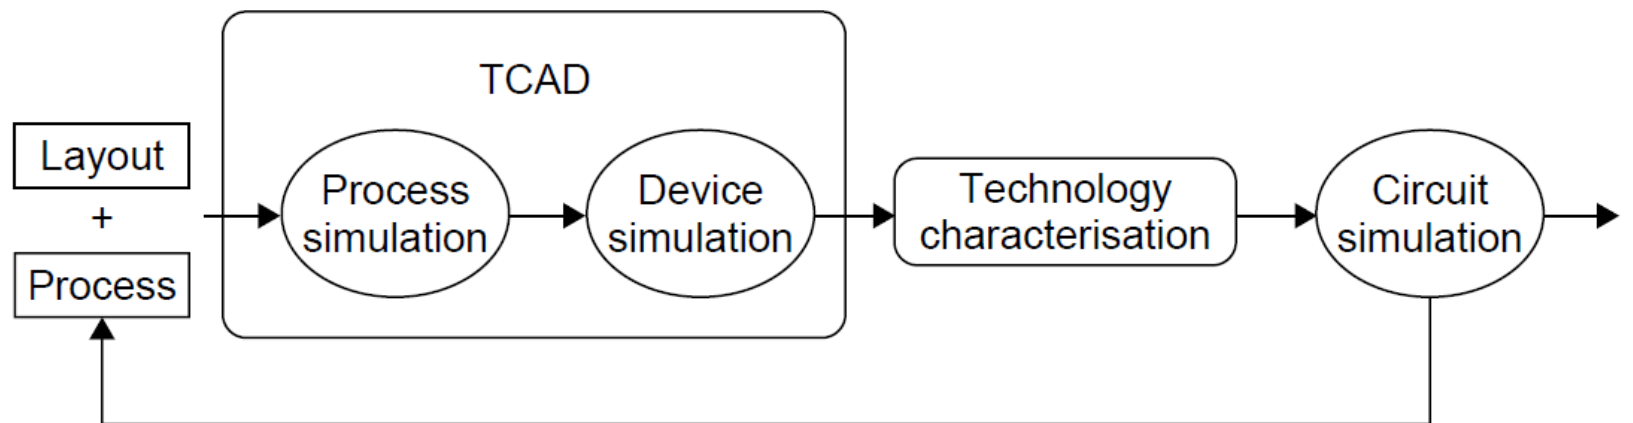 TCAD
Layout
+
Process
Process
simulation
Device
simulation
Technology
characterisation
Circuit
simulation